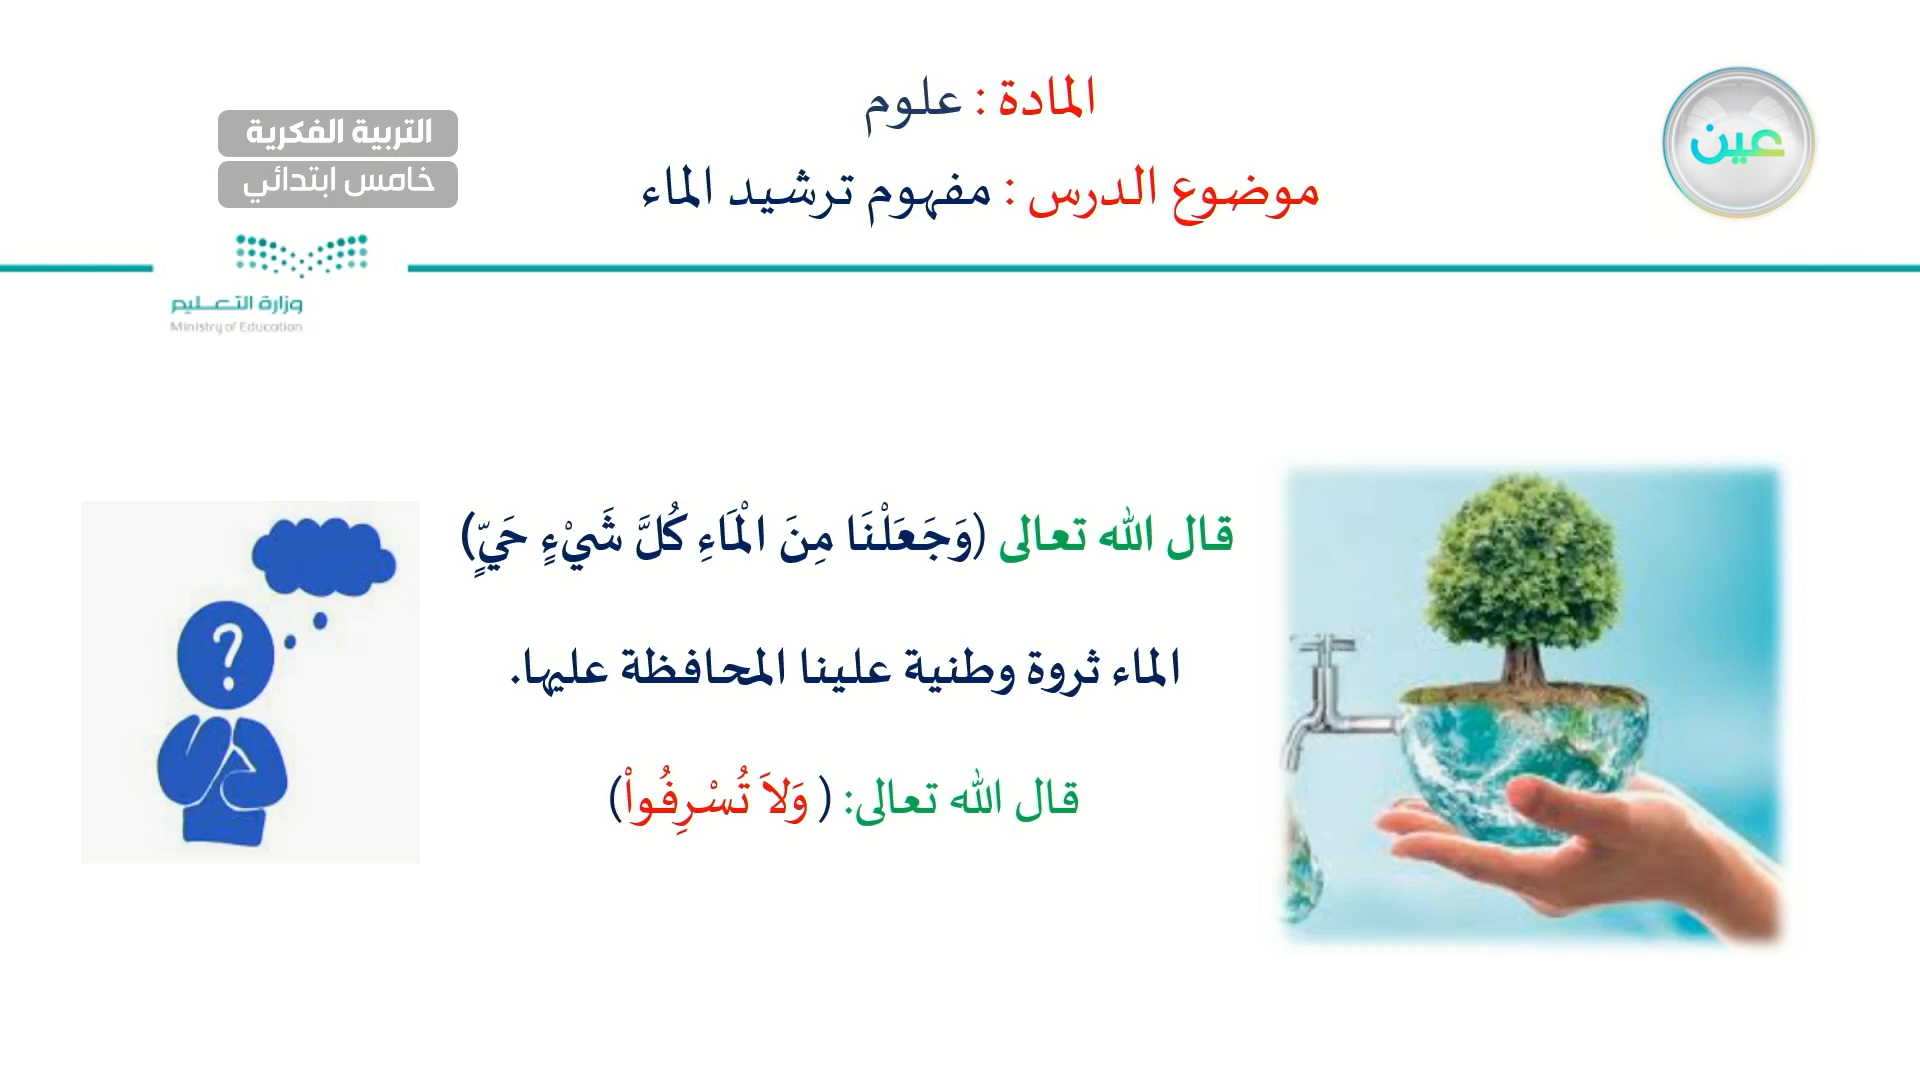 المادة : علوم
موضوع الدرس : مفهوم ترشيد الماء
عين
التربية الفكرية
خامس ابتدائي
وزارة التعليم
Ministry of Education
قال الله تعالى (وَجَعَلْنَا مِنَ الْمَاءِ كُلَّ شَيْءٍ حَيٍّ)
الماء ثروة وطنية علينا المحافظة عليها.
قال الله تعالى: ( وَلاَ تُسْرِفُواْ)
?